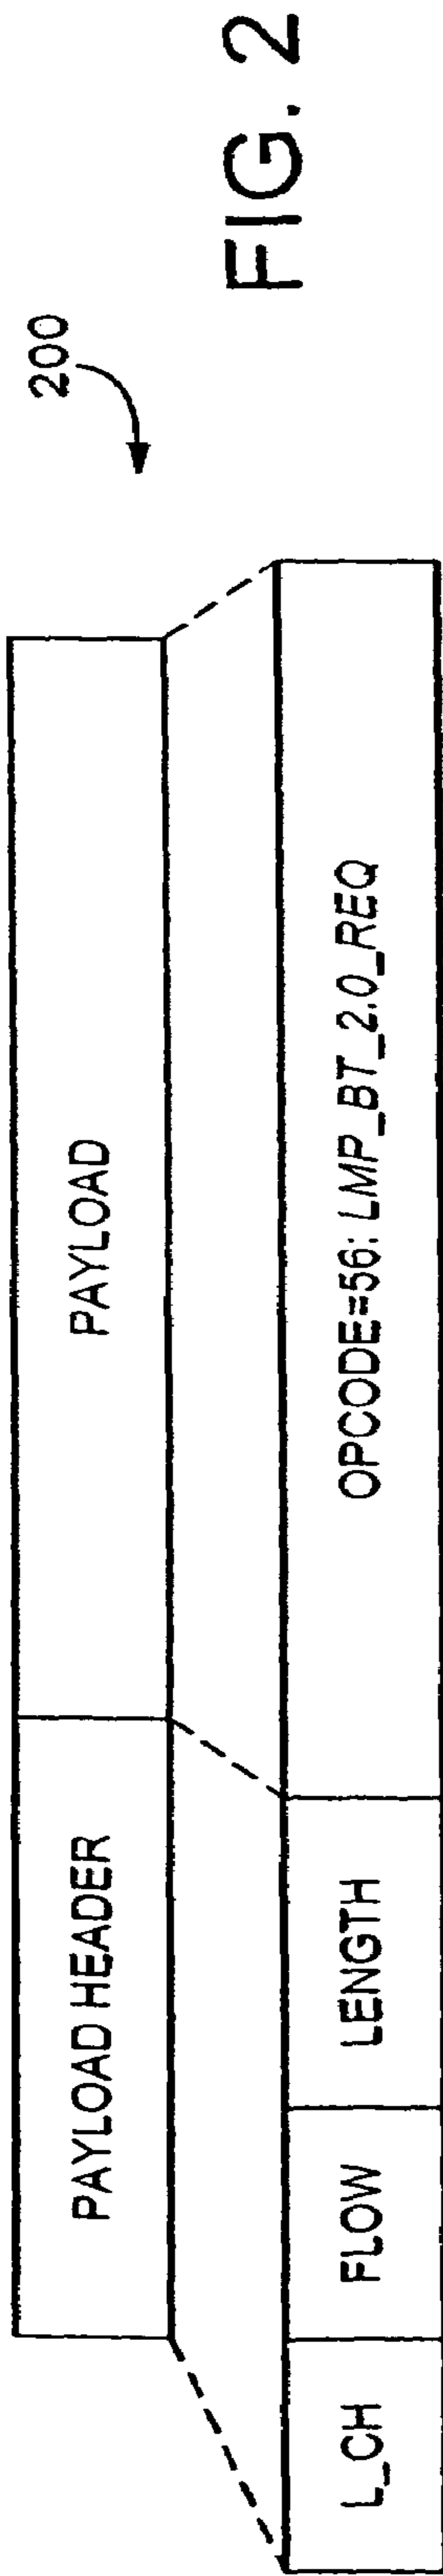 200
PAYLOAD HEADER
PAYLOAD
L_CH
FLOW
LENGTH
OPCODE=56: LMP_BT_2.0_REQ
FIG. 2